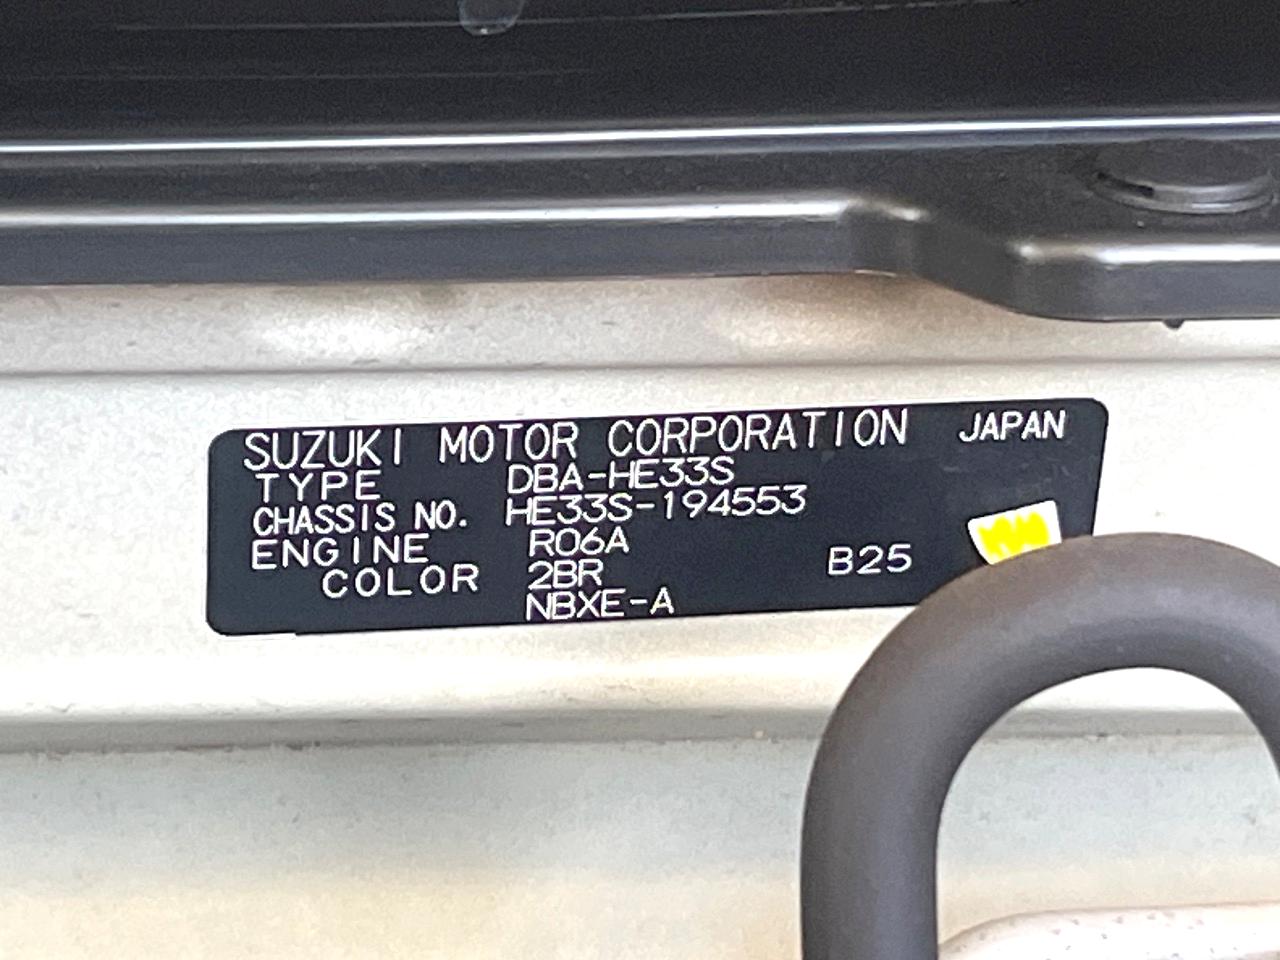 SUZUKI MOTOR CORPORATION JAPAN
TYPE DBA-HE33S
CHASSIS NO. HE33S-194553
ENGINE R06A
COLOR 2BR B25
NBXE-A